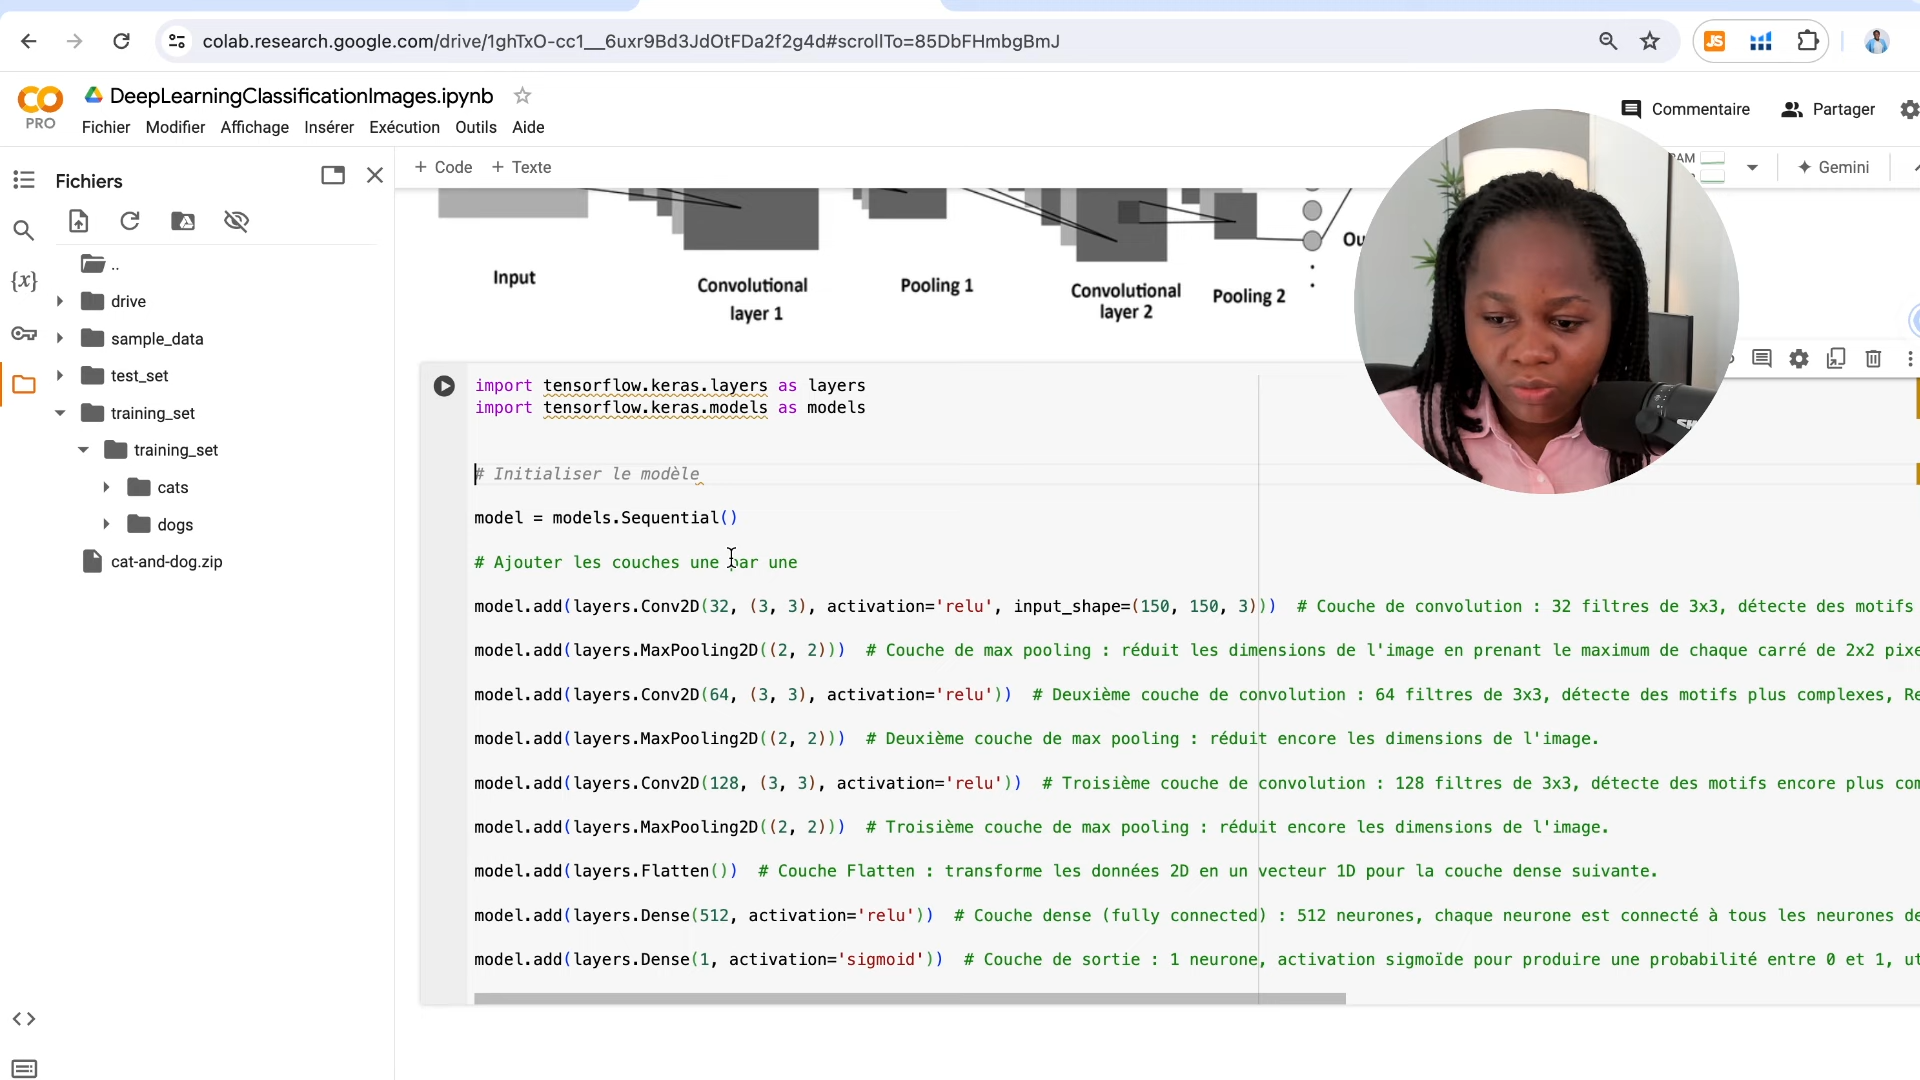 colab.research.google.com/drive/1ghTxO-cc1__6uxr9Bd3JdOtFDa2f2g4d#scrollTo=85DbFHmbgBmJ
JS
PRO
DeepLearningClassificationImages.ipynb
Fichier Modifier Affichage Insérer Exécution Outils Aide
Commentaire
Partager
Fichiers
+ Code + Texte
Gemini
..
drive
sample_data
test_set
training_set
training_set
cats
dogs
cat-and-dog.zip
{x}
Input
Convolutional layer 1
Pooling 1
Convolutional layer 2
Pooling 2
import tensorflow.keras.layers as layers
import tensorflow.keras.models as models
# Initialiser le modèle
model = models.Sequential()
# Ajouter les couches une par une
model.add(layers.Conv2D(32, (3, 3), activation='relu', input_shape=(150, 150, 3))) # Couche de convolution : 32 filtres de 3x3, détecte des motifs
model.add(layers.MaxPooling2D((2, 2))) # Couche de max pooling : réduit les dimensions de l'image en prenant le maximum de chaque carré de 2x2
model.add(layers.Conv2D(64, (3, 3), activation='relu')) # Deuxième couche de convolution : 64 filtres de 3x3, détecte des motifs plus complexes,
model.add(layers.MaxPooling2D((2, 2))) # Deuxième couche de max pooling : réduit encore les dimensions de l'image.
model.add(layers.Conv2D(128, (3, 3), activation='relu')) # Troisième couche de convolution : 128 filtres de 3x3, détecte des motifs encore plus
model.add(layers.MaxPooling2D((2, 2))) # Troisième couche de max pooling : réduit encore les dimensions de l'image.
model.add(layers.Flatten()) # Couche Flatten : transforme les données 2D en un vecteur 1D pour la couche dense suivante.
model.add(layers.Dense(512, activation='relu')) # Couche dense (fully connected) : 512 neurones, chaque neurone est connecté à tous les neurones
model.add(layers.Dense(1, activation='sigmoid')) # Couche de sortie : 1 neurone, activation sigmoïde pour produire une probabilité entre 0 et 1,